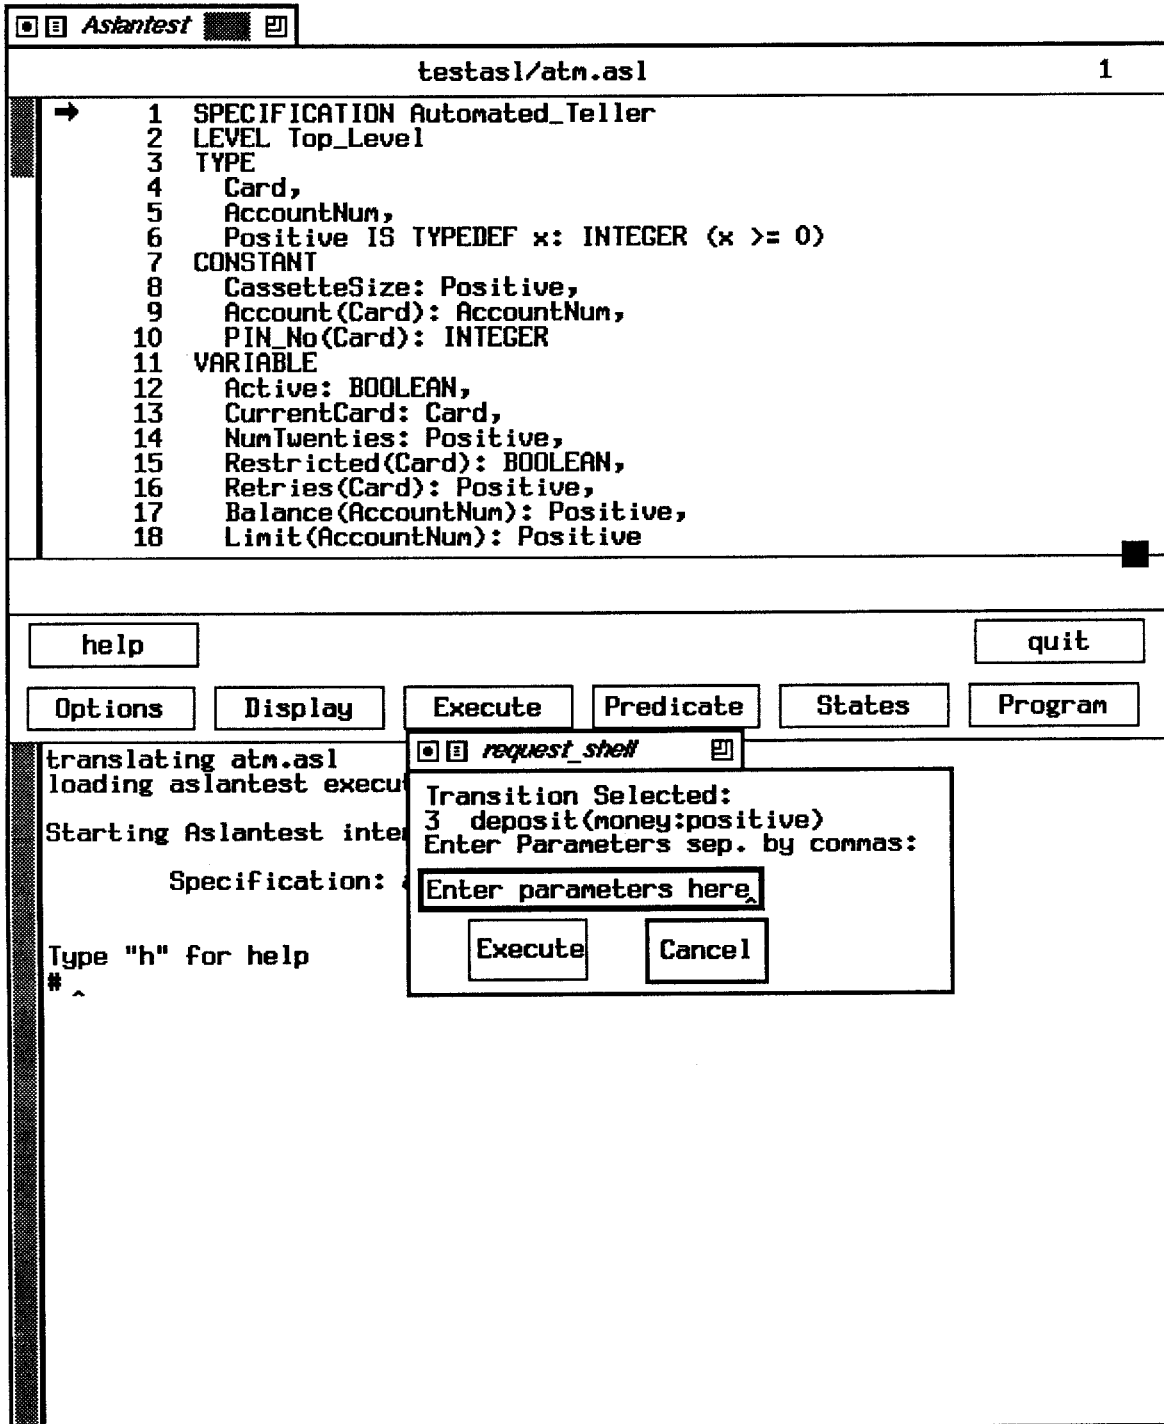 Aslantest
testasl/atm.asl 1
1 SPECIFICATION Automated_Teller
2 LEVEL Top_Level
3 TYPE
4 Card,
5 AccountNum,
6 Positive IS TYPEDEF x: INTEGER (x >= 0)
7 CONSTANT
8 CassetteSize: Positive,
9 Account(Card): AccountNum,
10 PIN_No(Card): INTEGER
11 VARIABLE
12 Active: BOOLEAN,
13 CurrentCard: Card,
14 NumTwenties: Positive,
15 Restricted(Card): BOOLEAN,
16 Retries(Card): Positive,
17 Balance(AccountNum): Positive,
18 Limit(AccountNum): Positive
help quit
Options Display Execute Predicate States Program
translating atm.asl
loading aslantest execu
Starting Aslantest inte
Specification:
Type "h" for help
# ^
request_shell
Transition Selected:
3 deposit(money:positive)
Enter Parameters sep. by commas:
Enter parameters here^
Execute Cancel